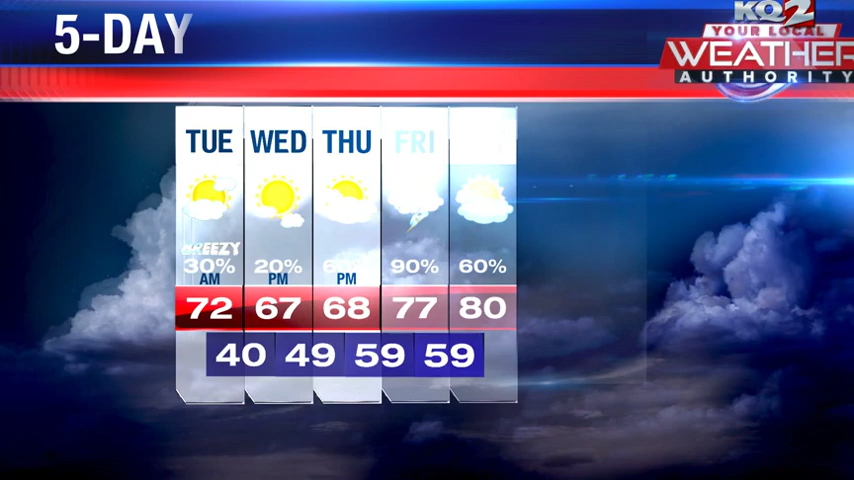 5-DAY
KQ2
YOUR LOCAL
WEATHER
AUTHORITY
TUE WED THU FRI
BREEZY
30% 20% 90% 60%
AM PM PM
72 67 68 77 80
40 49 59 59